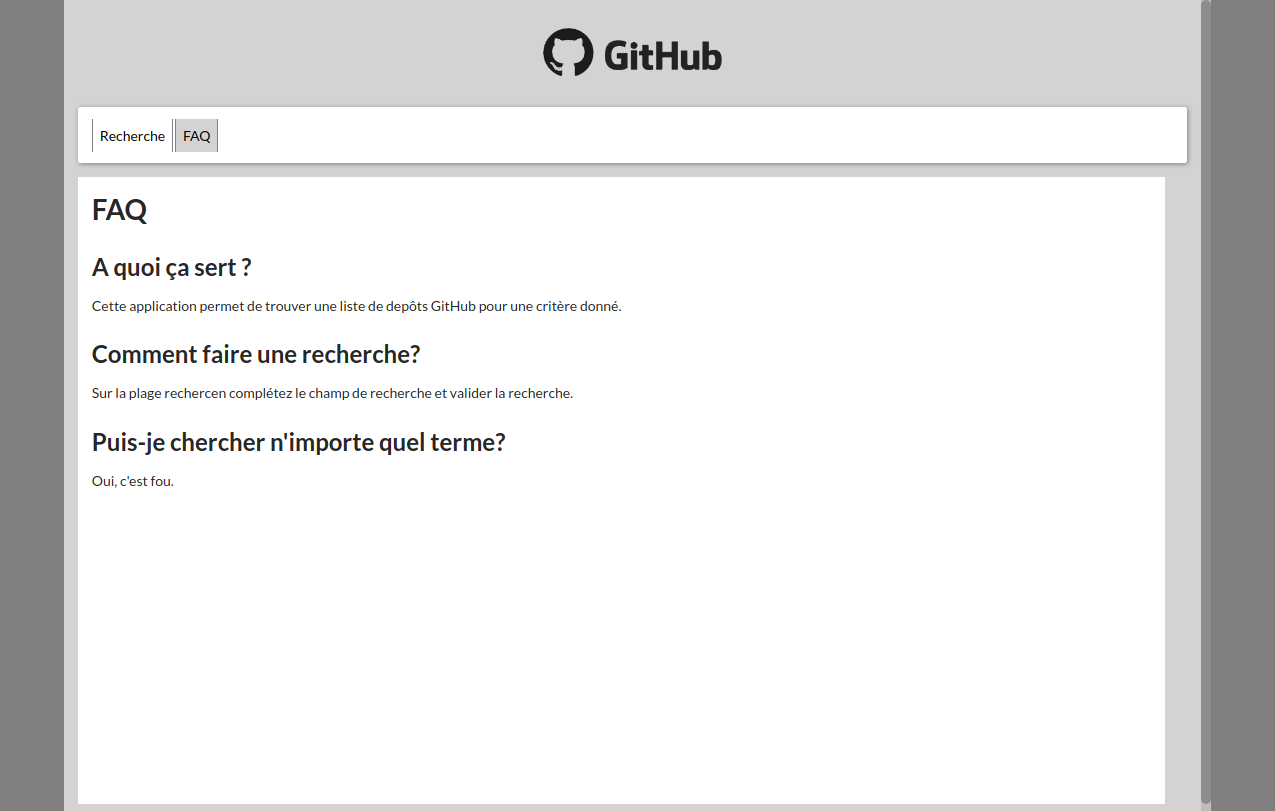 GitHub
Recherche FAQ
FAQ
A quoi ça sert ?
Cette application permet de trouver une liste de depôts GitHub pour une critère donné.
Comment faire une recherche?
Sur la plage rechercen complétez le champ de recherche et valider la recherche.
Puis-je chercher n'importe quel terme?
Oui, c'est fou.